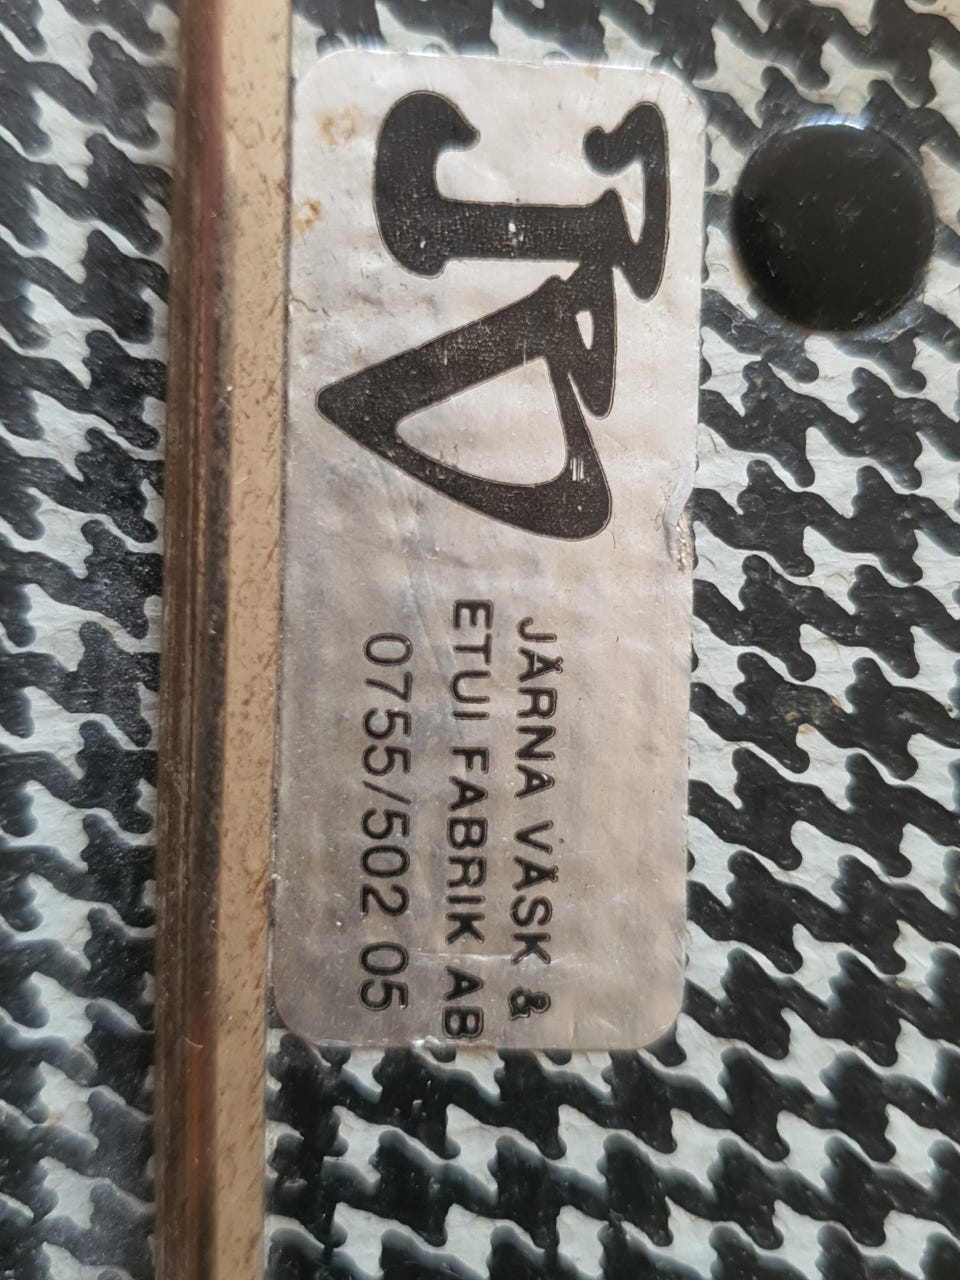 JÄRNA VÄSK &
ETUI FABRIK AB
0755/502 05